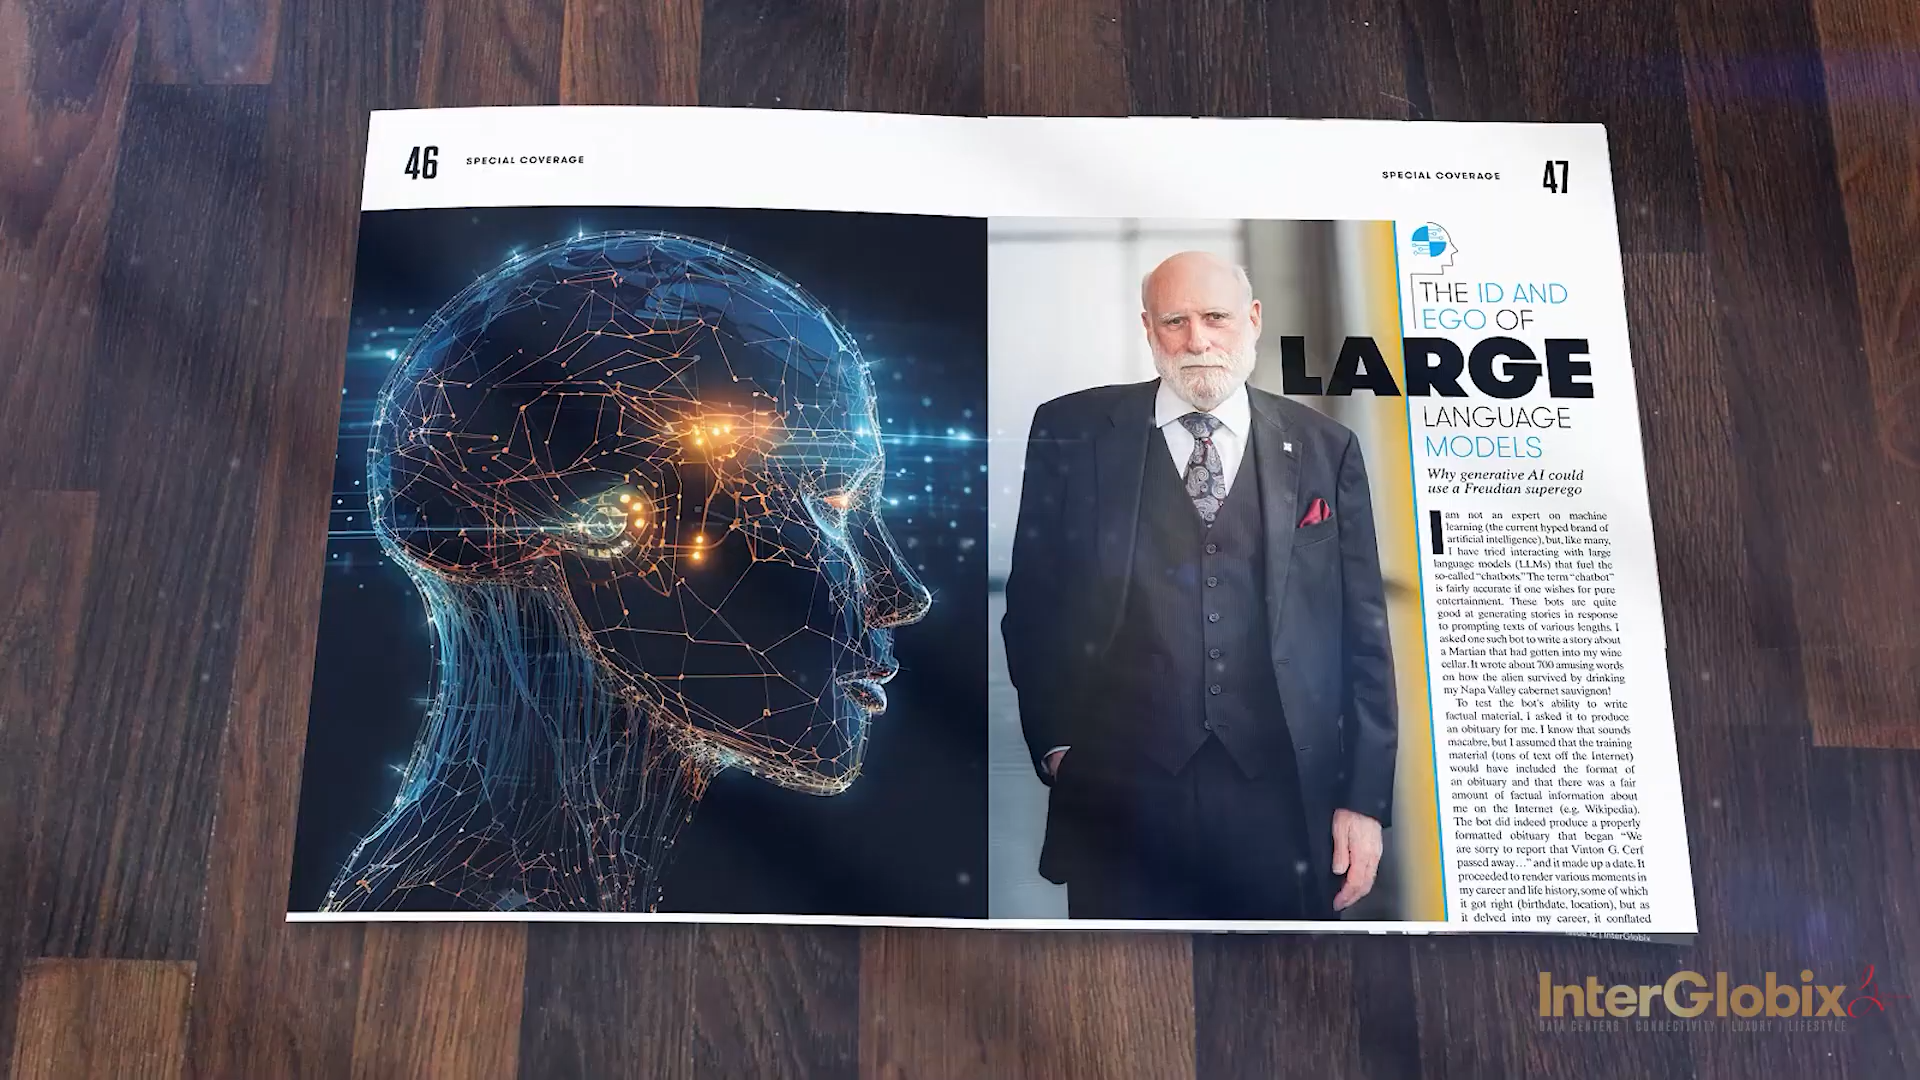 46
SPECIAL COVERAGE
SPECIAL COVERAGE
47
THE ID AND
EGO OF
LARGE
LANGUAGE
MODELS
Why generative AI could
use a Freudian superego
I am not an expert on machine
learning (the current hyped brand of
artificial intelligence), but, like many,
I have tried interacting with large
language models (LLMs) that fuel the
so-called “chatbots.” The term “chatbot”
is fairly accurate if one wishes for pure
entertainment. These bots are quite
good at generating stories in response
to prompting texts of various lengths. I
asked one such bot to write a story about
a Martian that had gotten into my wine
cellar. It wrote about 700 amusing words
on how the alien survived by drinking
my Napa Valley cabernet sauvignon!
To test the bot’s ability to write
factual material, I asked it to produce
an obituary for me. I know that sounds
macabre, but I assumed that the training
material (tons of text off the Internet)
would have included the format of
an obituary and that there was a fair
amount of factual information about
me on the Internet (e.g. Wikipedia).
The bot did indeed produce a properly
formatted obituary that began “We
are sorry to report that Vinton G. Cerf
passed away…” and it made up a date. It
proceeded to render various moments in
my career and life history, some of which
it got right (birthdate, location), but as
it delved into my career, it conflated
Issue 12 | InterGlobix
InterGlobix
DATA CENTERS | CONNECTIVITY | LUXURY | LIFESTYLE